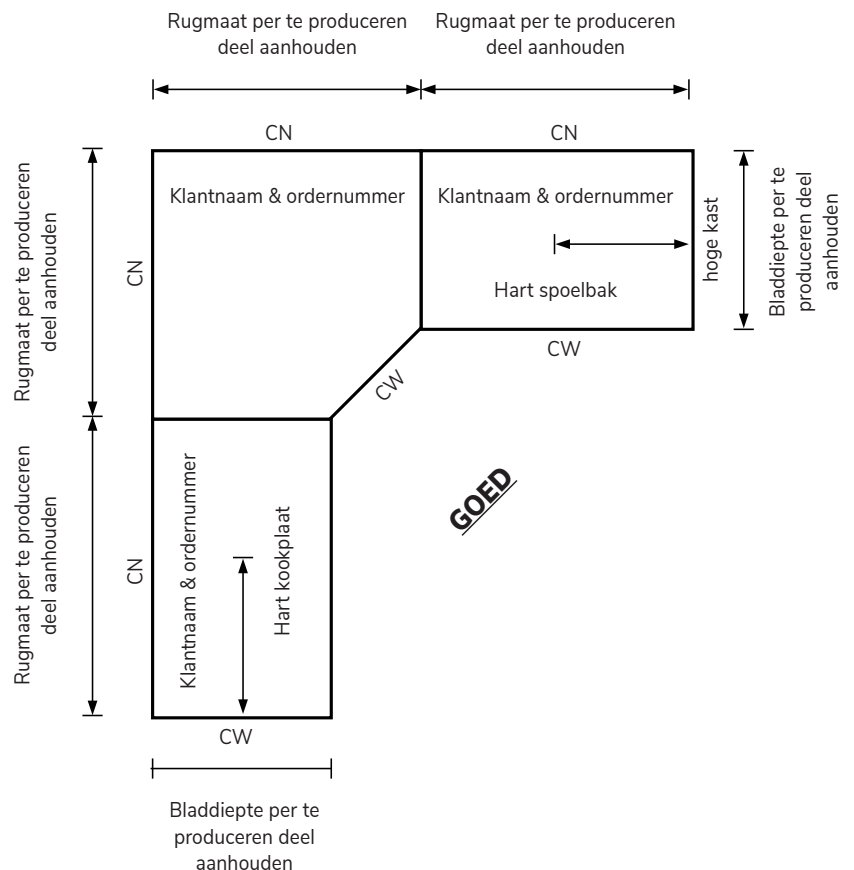 Rugmaat per te produceren
deel aanhouden
Rugmaat per te produceren
deel aanhouden
CN
CN
Rugmaat per te produceren
deel aanhouden
CN
Klantnaam & ordernummer
Klantnaam & ordernummer
hoge kast
Bladdiepte per te
produceren deel
aanhouden
Hart spoelbak
CW
CW
Rugmaat per te produceren
deel aanhouden
CN
Klantnaam & ordernummer
Hart kookplaat
GOED
CW
Bladdiepte per te
produceren deel
aanhouden